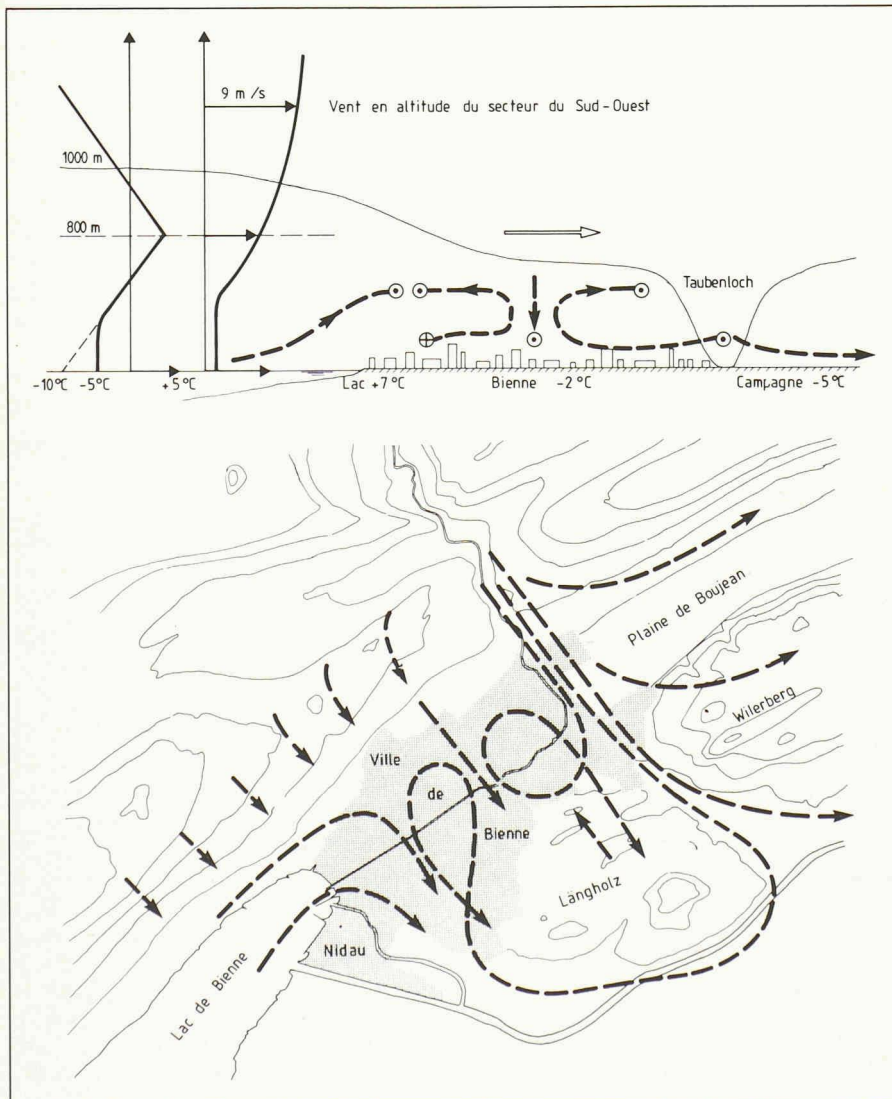 9 m/s
Vent en altitude du secteur du Sud-Ouest
1000 m
800 m
Taubenloch
-10°C -5°C +5°C Lac +7°C Bienne -2°C Campagne -5°C
Plaine de Boujean
Wilerberg
Ville
de
Bienne
Längholz
Nidau
Lac de Bienne